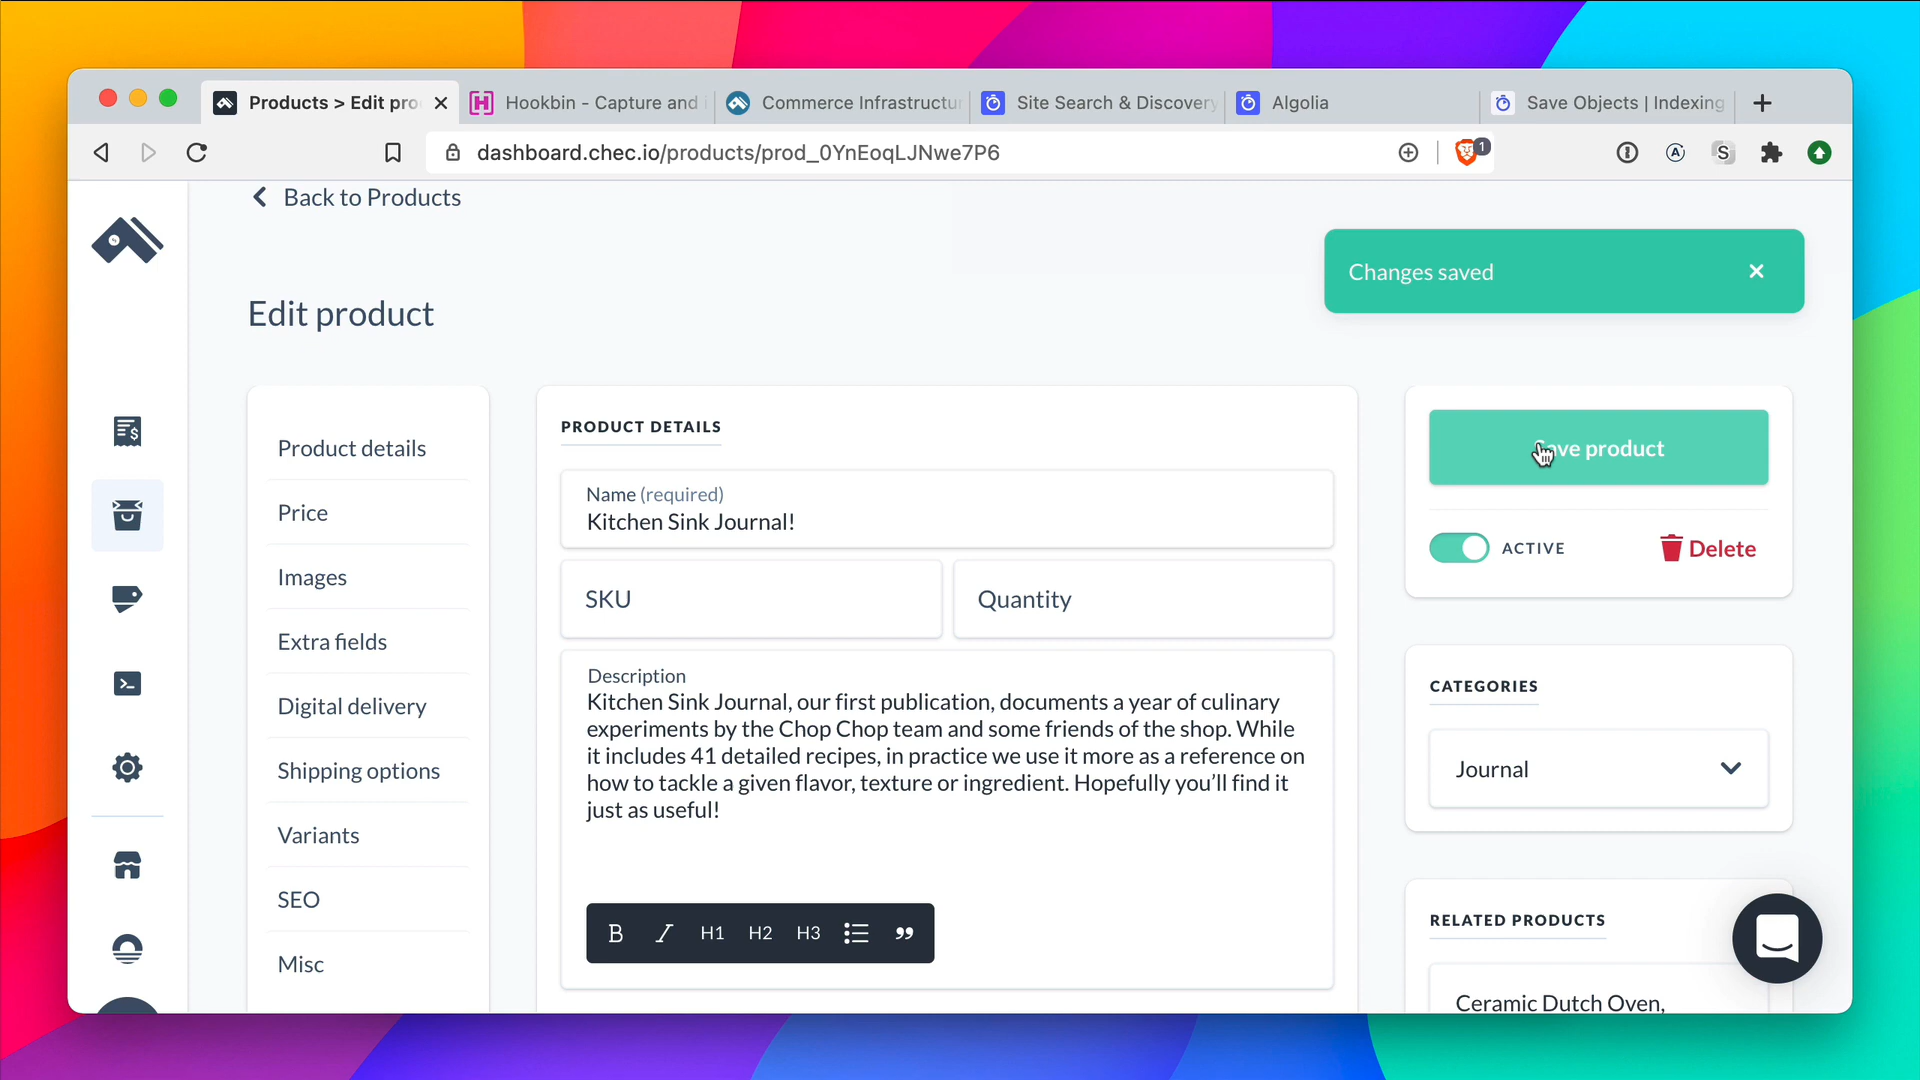 Products > Edit pro
Hookbin - Capture and
Commerce Infrastructu
Site Search & Discovery
Algolia
Save Objects | Indexing
dashboard.chec.io/products/prod_0YnEoqLJNwe7P6
1
Back to Products
Changes saved
Edit product
Product details
Price
Images
Extra fields
Digital delivery
Shipping options
Variants
SEO
Misc
PRODUCT DETAILS
Name (required)
Kitchen Sink Journal!
SKU
Quantity
Description
Kitchen Sink Journal, our first publication, documents a year of culinary
experiments by the Chop Chop team and some friends of the shop. While
it includes 41 detailed recipes, in practice we use it more as a reference on
how to tackle a given flavor, texture or ingredient. Hopefully you’ll find it
just as useful!
B I H1 H2 H3
Save product
ACTIVE
Delete
CATEGORIES
Journal
RELATED PRODUCTS
Ceramic Dutch Oven,